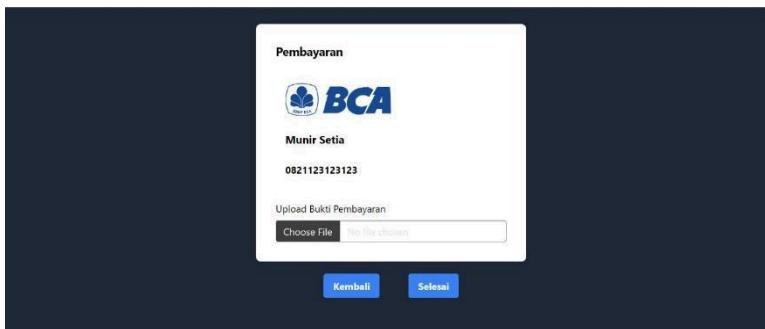 Pembayaran
BCA
Munir Setia
0821123123123
Upload Bukti Pembayaran
Choose File No file chosen
Kembali Selesai